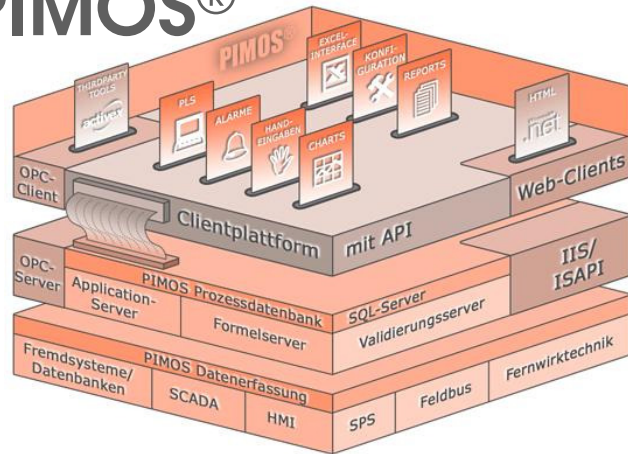 PIMOS®
PIMOS®
THIRDPARTY
TOOLS
activex
PLS
ALARME
HAND-
EINGABEN
CHARTS
EXCEL-
INTERFACE
KONFI-
GURATION
REPORTS
HTML
.net
OPC-
Client
Clientplattform
mit API
Web-Clients
OPC-
Server
PIMOS Prozessdatenbank
SQL-Server
IIS/
ISAPI
Application-
Server
Formelserver
Validierungsserver
PIMOS Datenerfassung
Fremdsysteme/
Datenbanken
SCADA
HMI
SPS
Feldbus
Fernwirktechnik